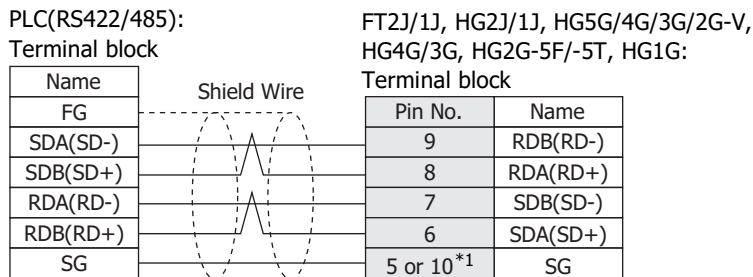 PLC(RS422/485):
Terminal block
FT2J/1J, HG2J/1J, HG5G/4G/3G/2G-V,
HG4G/3G, HG2G-5F/-5T, HG1G:
Terminal block
Shield Wire
Name
FG
SDA(SD-)
SDB(SD+)
RDA(RD-)
RDB(RD+)
SG
Pin No. Name
9 RDB(RD-)
8 RDA(RD+)
7 SDB(SD-)
6 SDA(SD+)
5 or 10*1 SG